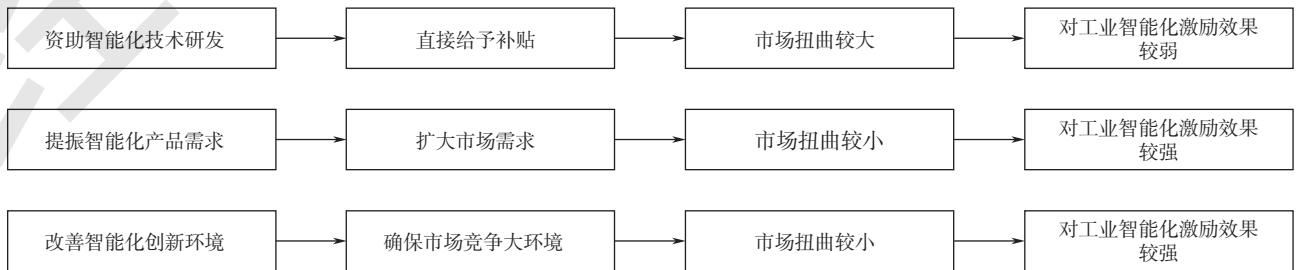 资助智能化技术研发
直接给予补贴
市场扭曲较大
对工业智能化激励效果
较弱
提振智能化产品需求
扩大市场需求
市场扭曲较小
对工业智能化激励效果
较强
改善智能化创新环境
确保市场竞争大环境
市场扭曲较小
对工业智能化激励效果
较强